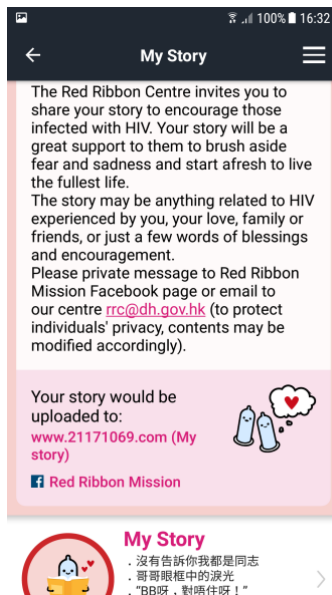 100% 16:32
My Story
The Red Ribbon Centre invites you to
share your story to encourage those
infected with HIV. Your story will be a
great support to them to brush aside
fear and sadness and start afresh to live
the fullest life.
The story may be anything related to HIV
experienced by you, your love, family or
friends, or just a few words of blessings
and encouragement.
Please private message to Red Ribbon
Mission Facebook page or email to
our centre rrc@dh.gov.hk (to protect
individuals' privacy, contents may be
modified accordingly).
Your story would be
uploaded to:
www.21171069.com (My
story)
Red Ribbon Mission
My Story
．沒有告訴你我都是同志
．哥哥眼框中的淚光
．"BB呀，對唔住呀！"